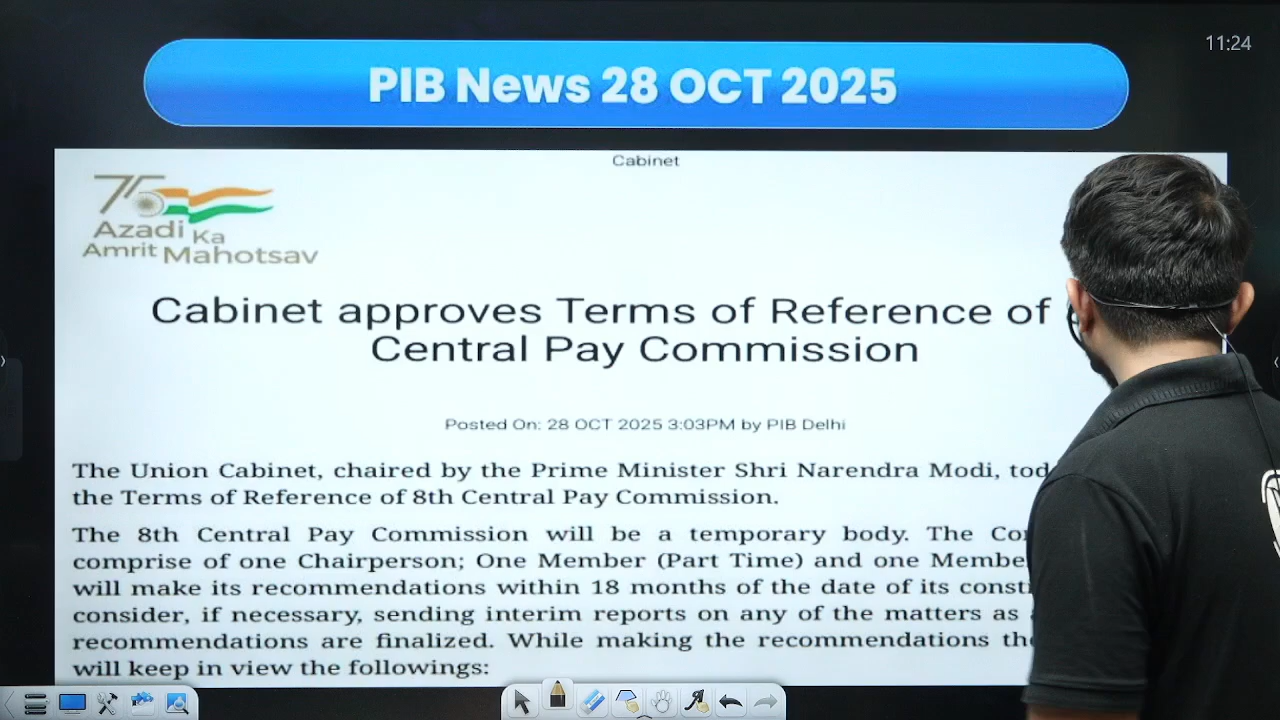 11:24
PIB News 28 OCT 2025
Cabinet
75
Azadi Ka
Amrit Mahotsav
Cabinet approves Terms of Reference of
Central Pay Commission
Posted On: 28 OCT 2025 3:03PM by PIB Delhi
The Union Cabinet, chaired by the Prime Minister Shri Narendra Modi,
the Terms of Reference of 8th Central Pay Commission.
The 8th Central Pay Commission will be a temporary body. The
comprise of one Chairperson; One Member (Part Time) and one
will make its recommendations within 18 months of the date of its
consider, if necessary, sending interim reports on any of the matters as
recommendations are finalized. While making the recommendations
will keep in view the followings: